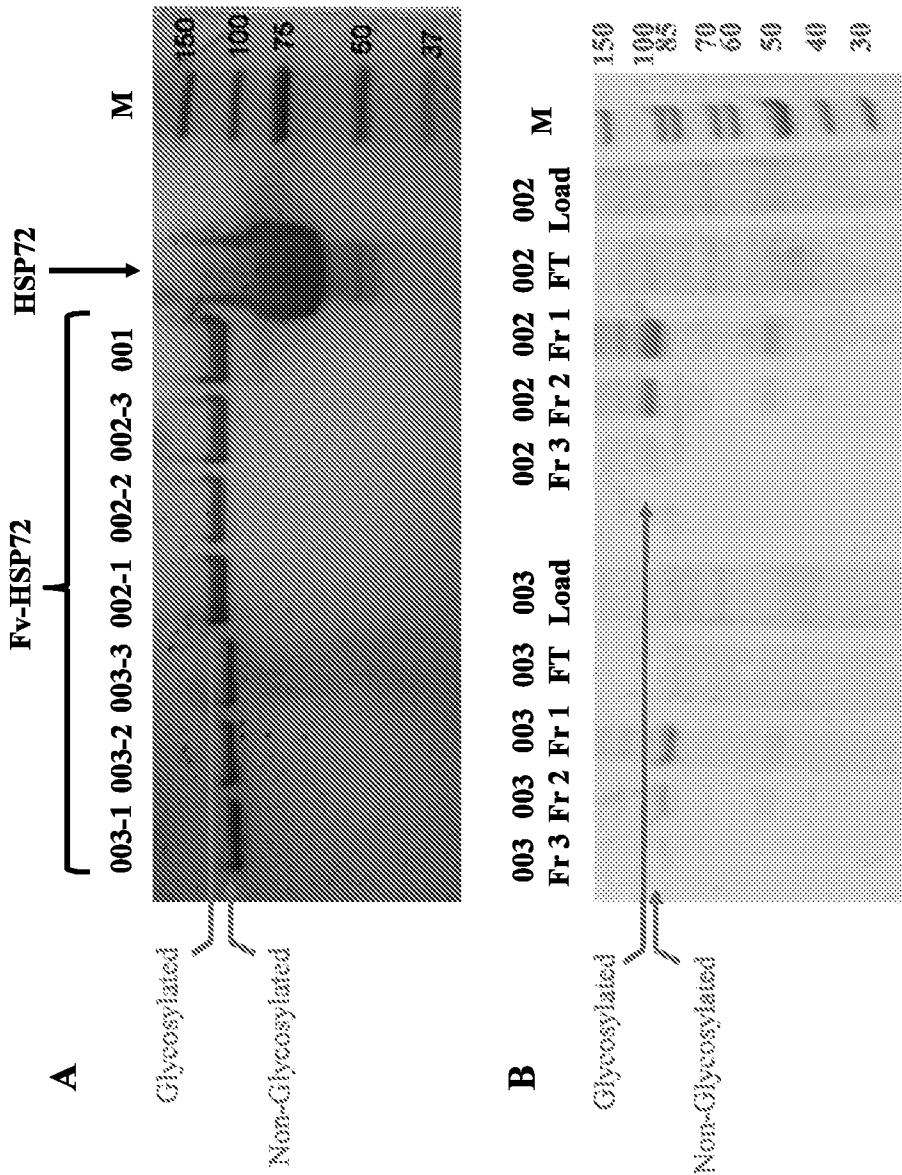 A
Fv-HSP72
HSP72
003-1 003-2 003-3 002-1 002-2 002-3 001
M
Glycosylated
Non-Glycosylated
150
100
75
50
37
B
003 003 003 003 003 002 002 002 002 002
Fr 3 Fr 2 Fr 1 FT Load Fr 3 Fr 2 Fr 1 FT Load
M
Glycosylated
Non-Glycosylated
150
100
85
70
60
50
40
30